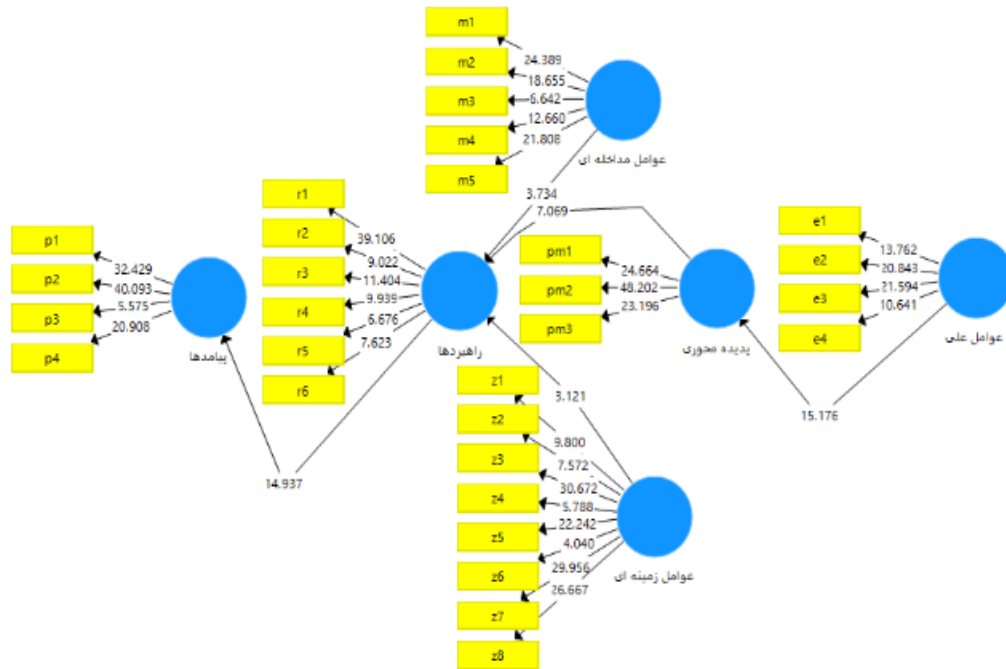 m1
m2
m3
m4
m5
24.389
18.655
6.642
12.660
21.808
عوامل مداخله ای
3.734
7.069
r1
r2
r3
r4
r5
r6
39.106
9.022
11.404
9.939
6.676
7.623
راهبردها
p1
p2
p3
p4
32.429
40.093
5.575
20.908
پیامدها
14.937
pm1
pm2
pm3
24.664
48.202
23.196
پدیده محوری
e1
e2
e3
e4
13.762
20.843
21.594
10.641
عوامل علی
15.176
3.121
z1
z2
z3
z4
z5
z6
z7
z8
9.800
7.572
30.672
5.788
22.242
4.040
29.956
26.667
عوامل زمینه ای